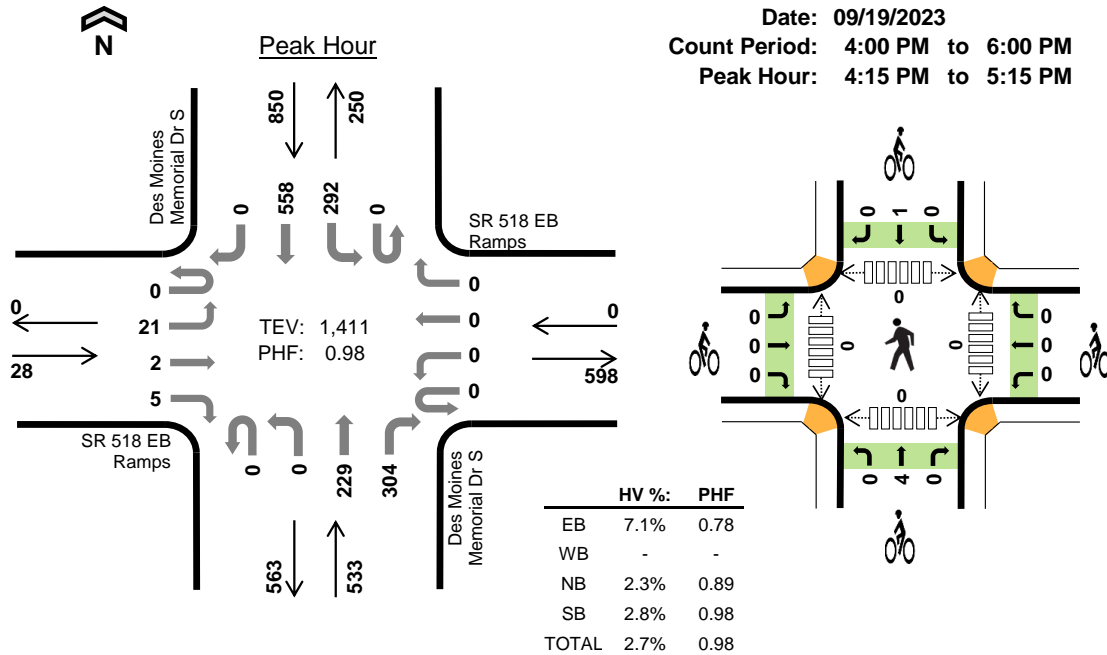 N
Peak Hour
Date: 09/19/2023
Count Period: 4:00 PM to 6:00 PM
Peak Hour: 4:15 PM to 5:15 PM
Des Moines
Memorial Dr S
850
250
0
558
292
0
SR 518 EB
Ramps
0
0
0
0
0
598
0
28
0
21
2
5
TEV: 1,411
PHF: 0.98
SR 518 EB
Ramps
0
0
229
304
563
533
Des Moines
Memorial Dr S
0
1
0
0
0
0
0
0
0
0
0
0
0
0
4
0
HV %: PHF
EB 7.1% 0.78
WB - -
NB 2.3% 0.89
SB 2.8% 0.98
TOTAL 2.7% 0.98